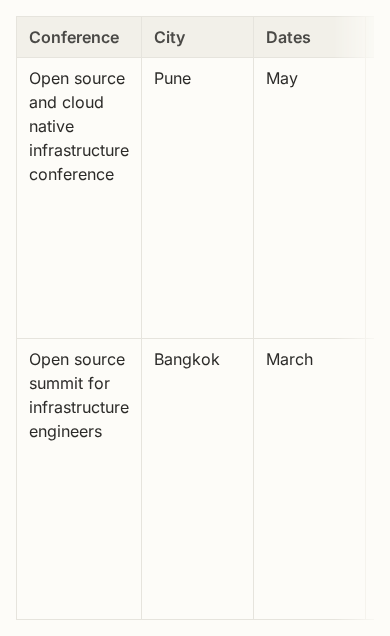 Conference City Dates
Open source Pune May
and cloud
native
infrastructure
conference
Open source Bangkok March
summit for
infrastructure
engineers